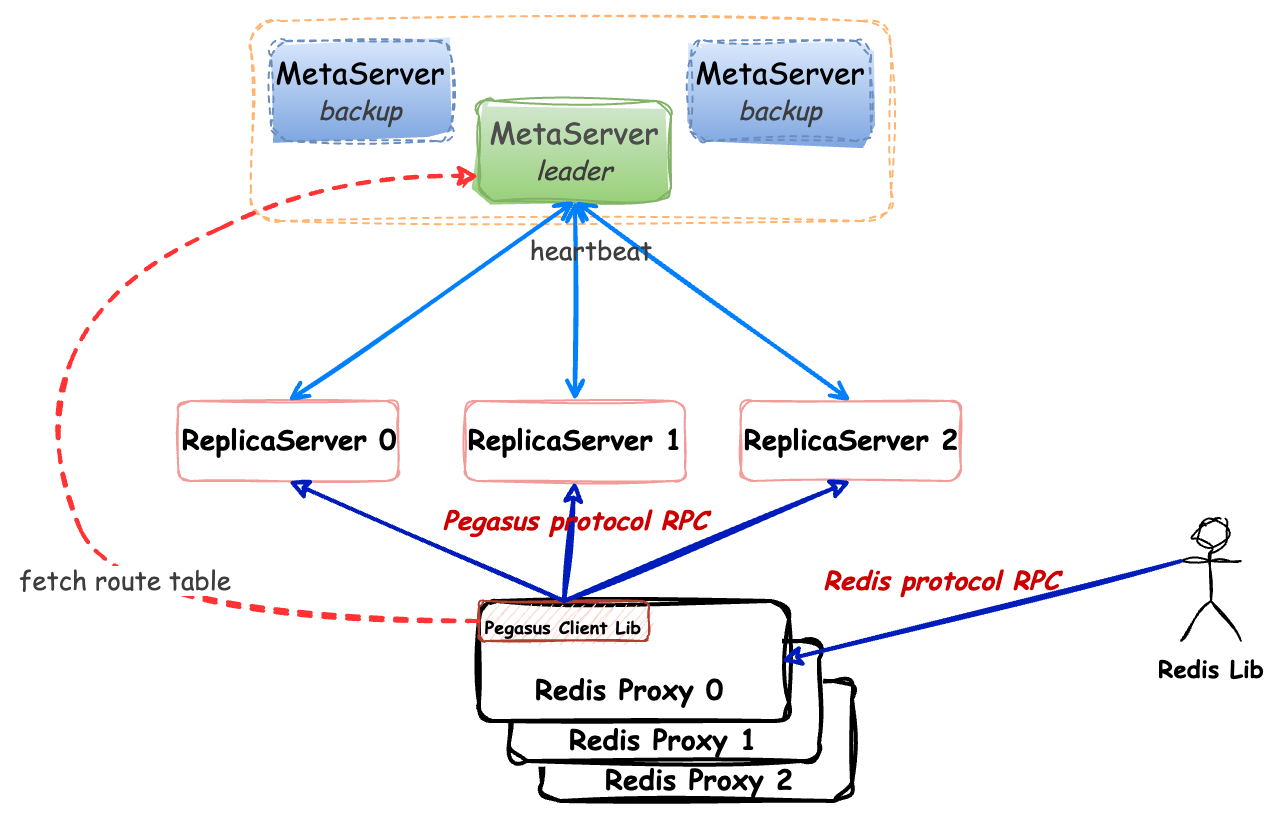 MetaServer
backup
MetaServer
backup
MetaServer
leader
heartbeat
ReplicaServer 0
ReplicaServer 1
ReplicaServer 2
Pegasus protocol RPC
fetch route table
Redis protocol RPC
Pegasus Client Lib
Redis Lib
Redis Proxy 0
Redis Proxy 1
Redis Proxy 2